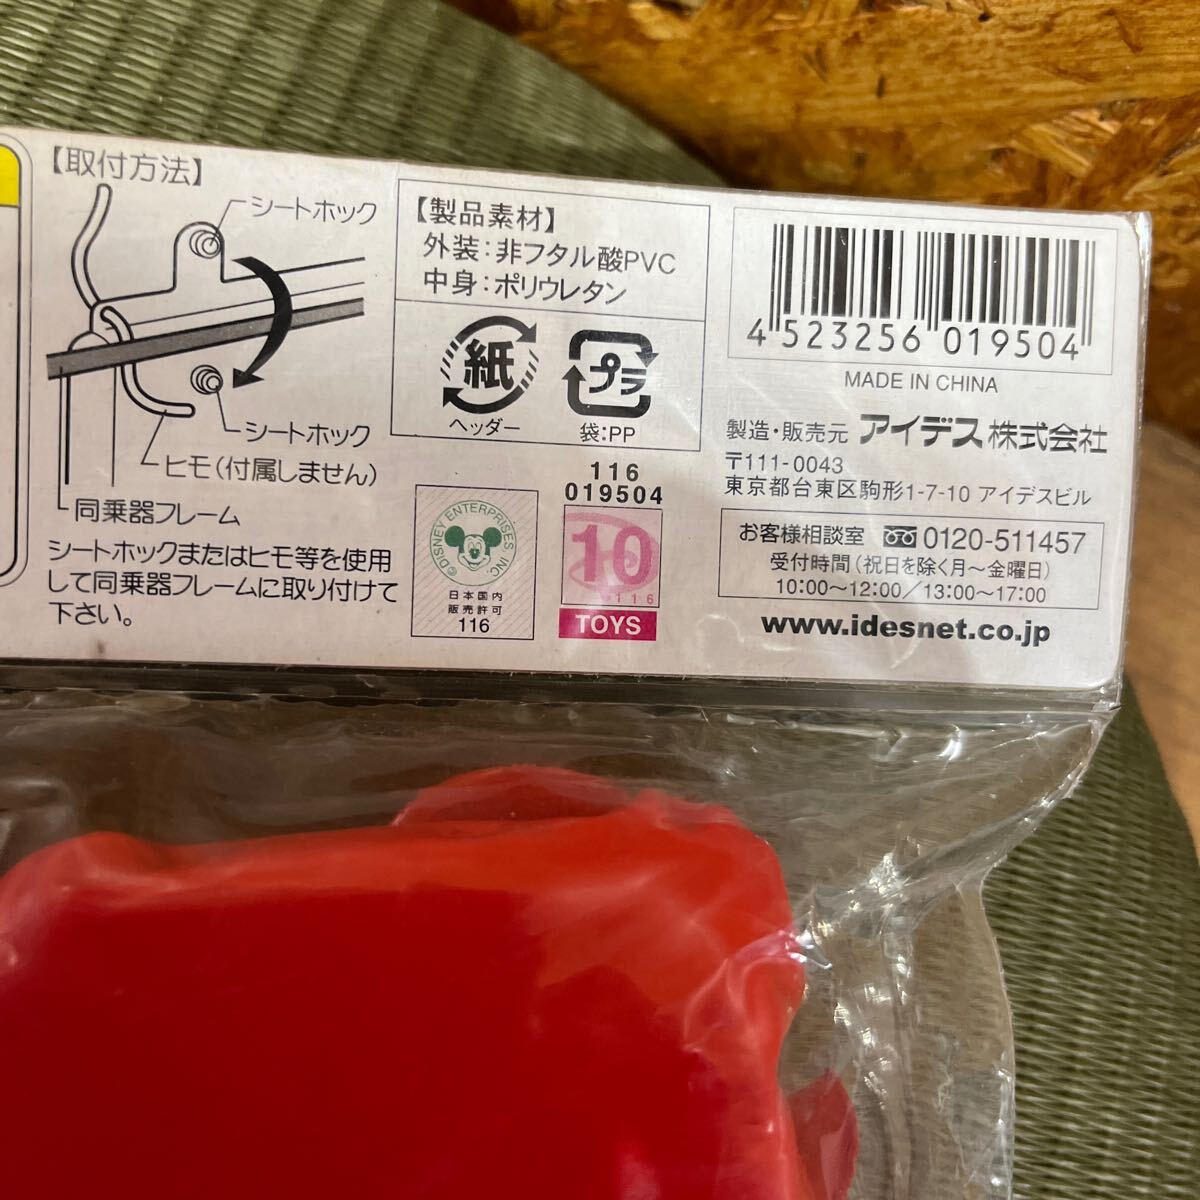 【取付方法】
シートホック
シートホック
ヒモ(付属しません)
同乗器フレーム
シートホックまたはヒモ等を使用
して同乗器フレームに取り付けて
下さい。
【製品素材】
外装:非フタル酸PVC
中身:ポリウレタン
紙
ヘッダー
プラ
袋:PP
116
019504
©DISNEY ENTERPRISES, INC.
日本国内
販売許可
116
10
116
TOYS
4 523256 019504
MADE IN CHINA
製造・販売元 アイデス株式会社
〒111-0043
東京都台東区駒形1-7-10 アイデスビル
お客様相談室 0120-511457
受付時間(祝日を除く月~金曜日)
10:00~12:00/13:00~17:00
www.idesnet.co.jp